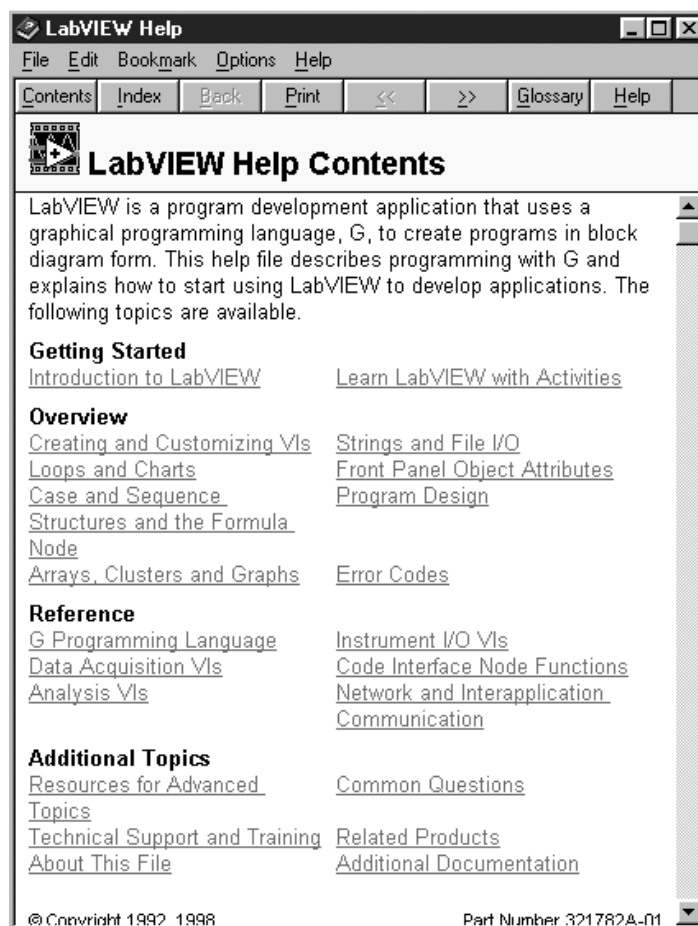 LabVIEW Help
File Edit Bookmark Options Help
Contents Index Back Print << >> Glossary Help
LabVIEW Help Contents
LabVIEW is a program development application that uses a
graphical programming language, G, to create programs in block
diagram form. This help file describes programming with G and
explains how to start using LabVIEW to develop applications. The
following topics are available.
Getting Started
Introduction to LabVIEW Learn LabVIEW with Activities
Overview
Creating and Customizing VIs Strings and File I/O
Loops and Charts Front Panel Object Attributes
Case and Sequence Program Design
Structures and the Formula
Node
Arrays, Clusters and Graphs Error Codes
Reference
G Programming Language Instrument I/O VIs
Data Acquisition VIs Code Interface Node Functions
Analysis VIs Network and Interapplication
Communication
Additional Topics
Resources for Advanced Common Questions
Topics
Technical Support and Training Related Products
About This File Additional Documentation
© Copyright 1992, 1998 Part Number 321782A-01